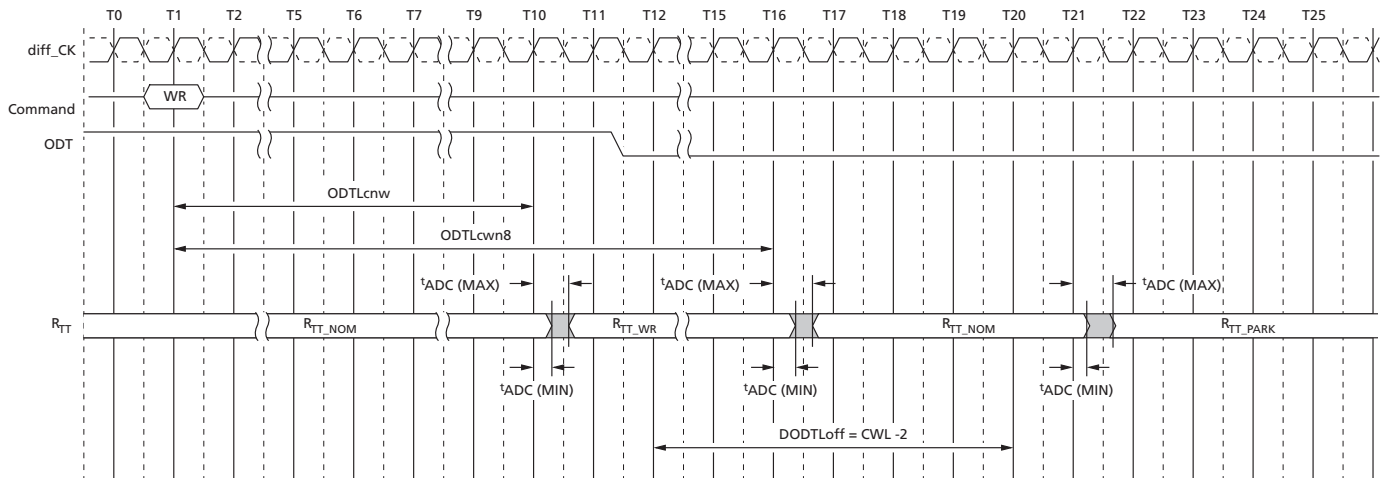 T0 T1 T2 T5 T6 T7 T9 T10 T11 T12 T15 T16 T17 T18 T19 T20 T21 T22 T23 T24 T25
diff_CK
Command WR
ODT
ODTLcnw
ODTLcwn8
tADC (MAX) tADC (MAX) tADC (MAX)
RTT RTT_NOM RTT_WR RTT_NOM RTT_PARK
tADC (MIN) tADC (MIN) tADC (MIN)
DODTLoff = CWL -2